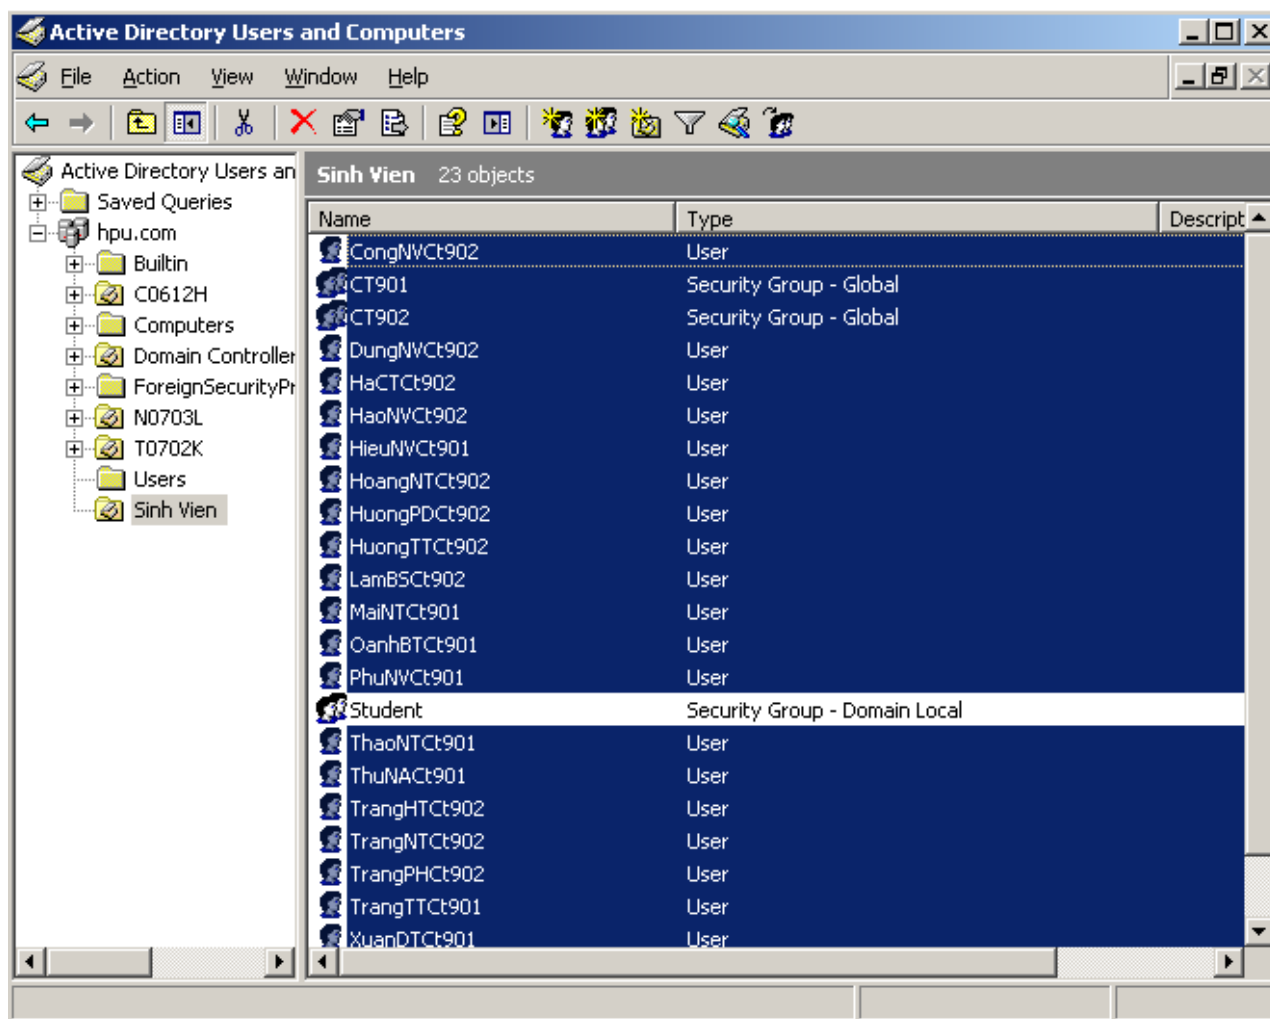 Active Directory Users and Computers
File Action View Window Help
Active Directory Users an
Saved Queries
hpu.com
Builtin
C0612H
Computers
Domain Controller
ForeignSecurityPr
N0703L
T0702K
Users
Sinh Vien
Sinh Vien 23 objects
Name Type Descript
CongNVCt902 User
CT901 Security Group - Global
CT902 Security Group - Global
DungNVCt902 User
HaCTCt902 User
HaoNVCt902 User
HieuNVCt901 User
HoangNTCt902 User
HuongPDCt902 User
HuongTTCt902 User
LamBSCt902 User
MaiNTCt901 User
OanhBTCt901 User
PhuNVCt901 User
Student Security Group - Domain Local
ThaoNTCt901 User
ThuNACt901 User
TrangHTCt902 User
TrangNTCt902 User
TrangPHCt902 User
TrangTTCt901 User
XuanDTCt901 User